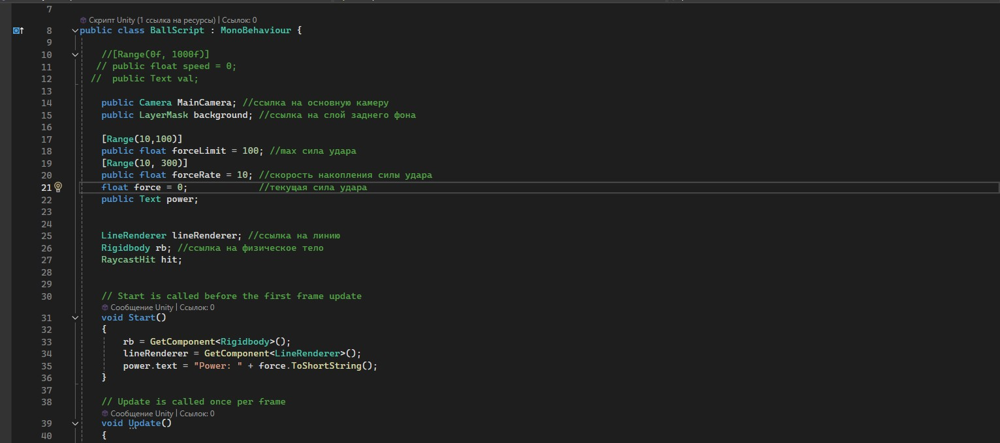 7
Скрипт Unity (1 ссылка на ресурсы) | Ссылок: 0
8 public class BallScript : MonoBehaviour {
9
10 //[Range(0f, 1000f)]
11 // public float speed = 0;
12 // public Text val;
13
14 public Camera MainCamera; //ссылка на основную камеру
15 public LayerMask background; //ссылка на слой заднего фона
16
17 [Range(10,100)]
18 public float forceLimit = 100; //max сила удара
19 [Range(10, 300)]
20 public float forceRate = 10; //скорость накопления силы удара
21 float force = 0; //текущая сила удара
22 public Text power;
23
24
25 LineRenderer lineRenderer; //ссылка на линию
26 Rigidbody rb; //ссылка на физическое тело
27 RaycastHit hit;
28
29
30 // Start is called before the first frame update
Сообщение Unity | Ссылок: 0
31 void Start()
32 {
33 rb = GetComponent<Rigidbody>();
34 lineRenderer = GetComponent<LineRenderer>();
35 power.text = "Power: " + force.ToShortString();
36 }
37
38 // Update is called once per frame
Сообщение Unity | Ссылок: 0
39 void Update()
40 {